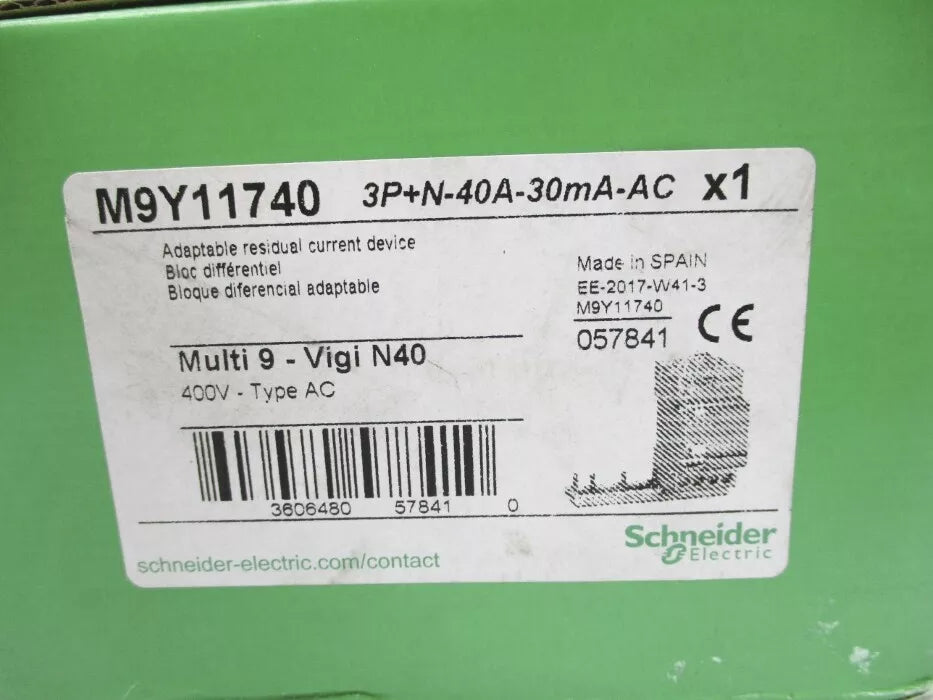 M9Y11740 3P+N-40A-30mA-AC x1
Adaptable residual current device
Bloc différentiel
Bloque diferencial adaptable
Made in SPAIN
EE-2017-W41-3
M9Y11740
057841 CE
Multi 9 - Vigi N40
400V - Type AC
3606480 57841 0
Schneider
Electric
schneider-electric.com/contact